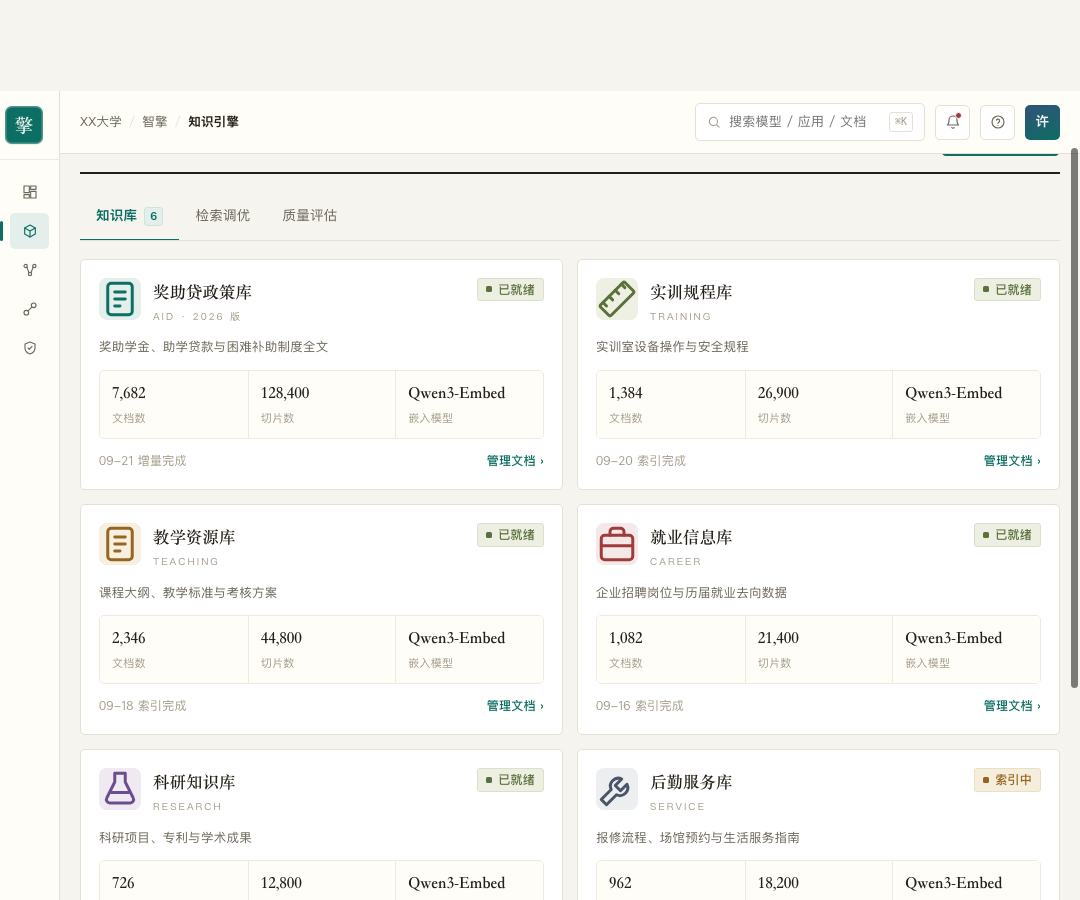 擎
XX大学 / 智擎 / 知识引擎
搜索模型 / 应用 / 文档 ⌘K
许
知识库 6 检索调优 质量评估
奖助贷政策库 已就绪
AID · 2026 版
奖助学金、助学贷款与困难补助制度全文
7,682 128,400 Qwen3-Embed
文档数 切片数 嵌入模型
09-21 增量完成 管理文档 ›
实训规程库 已就绪
TRAINING
实训室设备操作与安全规程
1,384 26,900 Qwen3-Embed
文档数 切片数 嵌入模型
09-20 索引完成 管理文档 ›
教学资源库 已就绪
TEACHING
课程大纲、教学标准与考核方案
2,346 44,800 Qwen3-Embed
文档数 切片数 嵌入模型
09-18 索引完成 管理文档 ›
就业信息库 已就绪
CAREER
企业招聘岗位与历届就业去向数据
1,082 21,400 Qwen3-Embed
文档数 切片数 嵌入模型
09-16 索引完成 管理文档 ›
科研知识库 已就绪
RESEARCH
科研项目、专利与学术成果
726 12,800 Qwen3-Embed
后勤服务库 索引中
SERVICE
报修流程、场馆预约与生活服务指南
962 18,200 Qwen3-Embed